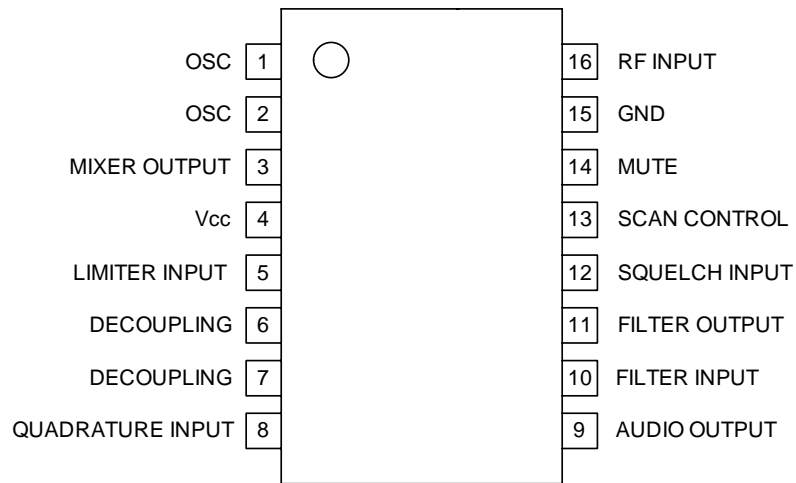 OSC 1 16 RF INPUT
OSC 2 15 GND
MIXER OUTPUT 3 14 MUTE
Vcc 4 13 SCAN CONTROL
LIMITER INPUT 5 12 SQUELCH INPUT
DECOUPLING 6 11 FILTER OUTPUT
DECOUPLING 7 10 FILTER INPUT
QUADRATURE INPUT 8 9 AUDIO OUTPUT